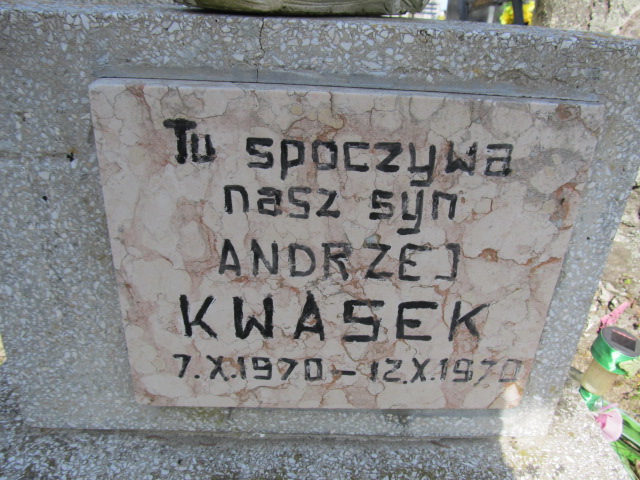 Tu spoczywa
nasz syn
ANDRZEJ
KWASEK
7.X.1970 - 12.X.1970